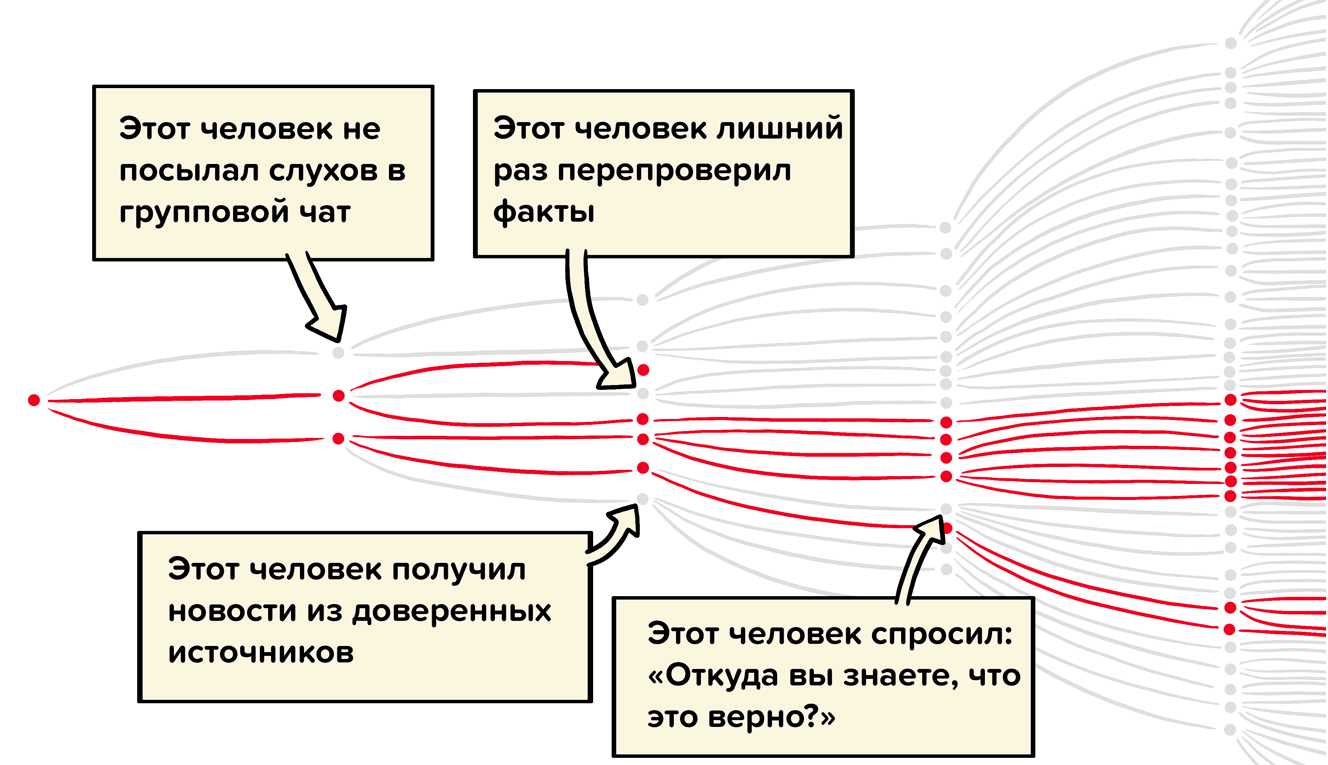 Этот человек не
посылал слухов в
групповой чат
Этот человек лишний
раз перепроверил
факты
Этот человек получил
новости из доверенных
источников
Этот человек спросил:
«Откуда вы знаете, что
это верно?»